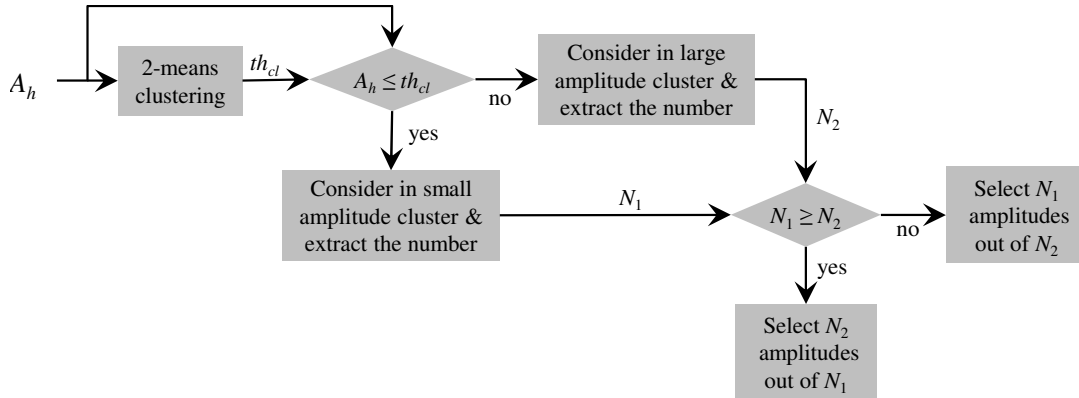 A_h
2-means
clustering
th_cl
A_h ≤ th_cl
no
Consider in large
amplitude cluster &
extract the number
N_2
yes
Consider in small
amplitude cluster &
extract the number
N_1
N_1 ≥ N_2
no
Select N_1
amplitudes
out of N_2
yes
Select N_2
amplitudes
out of N_1